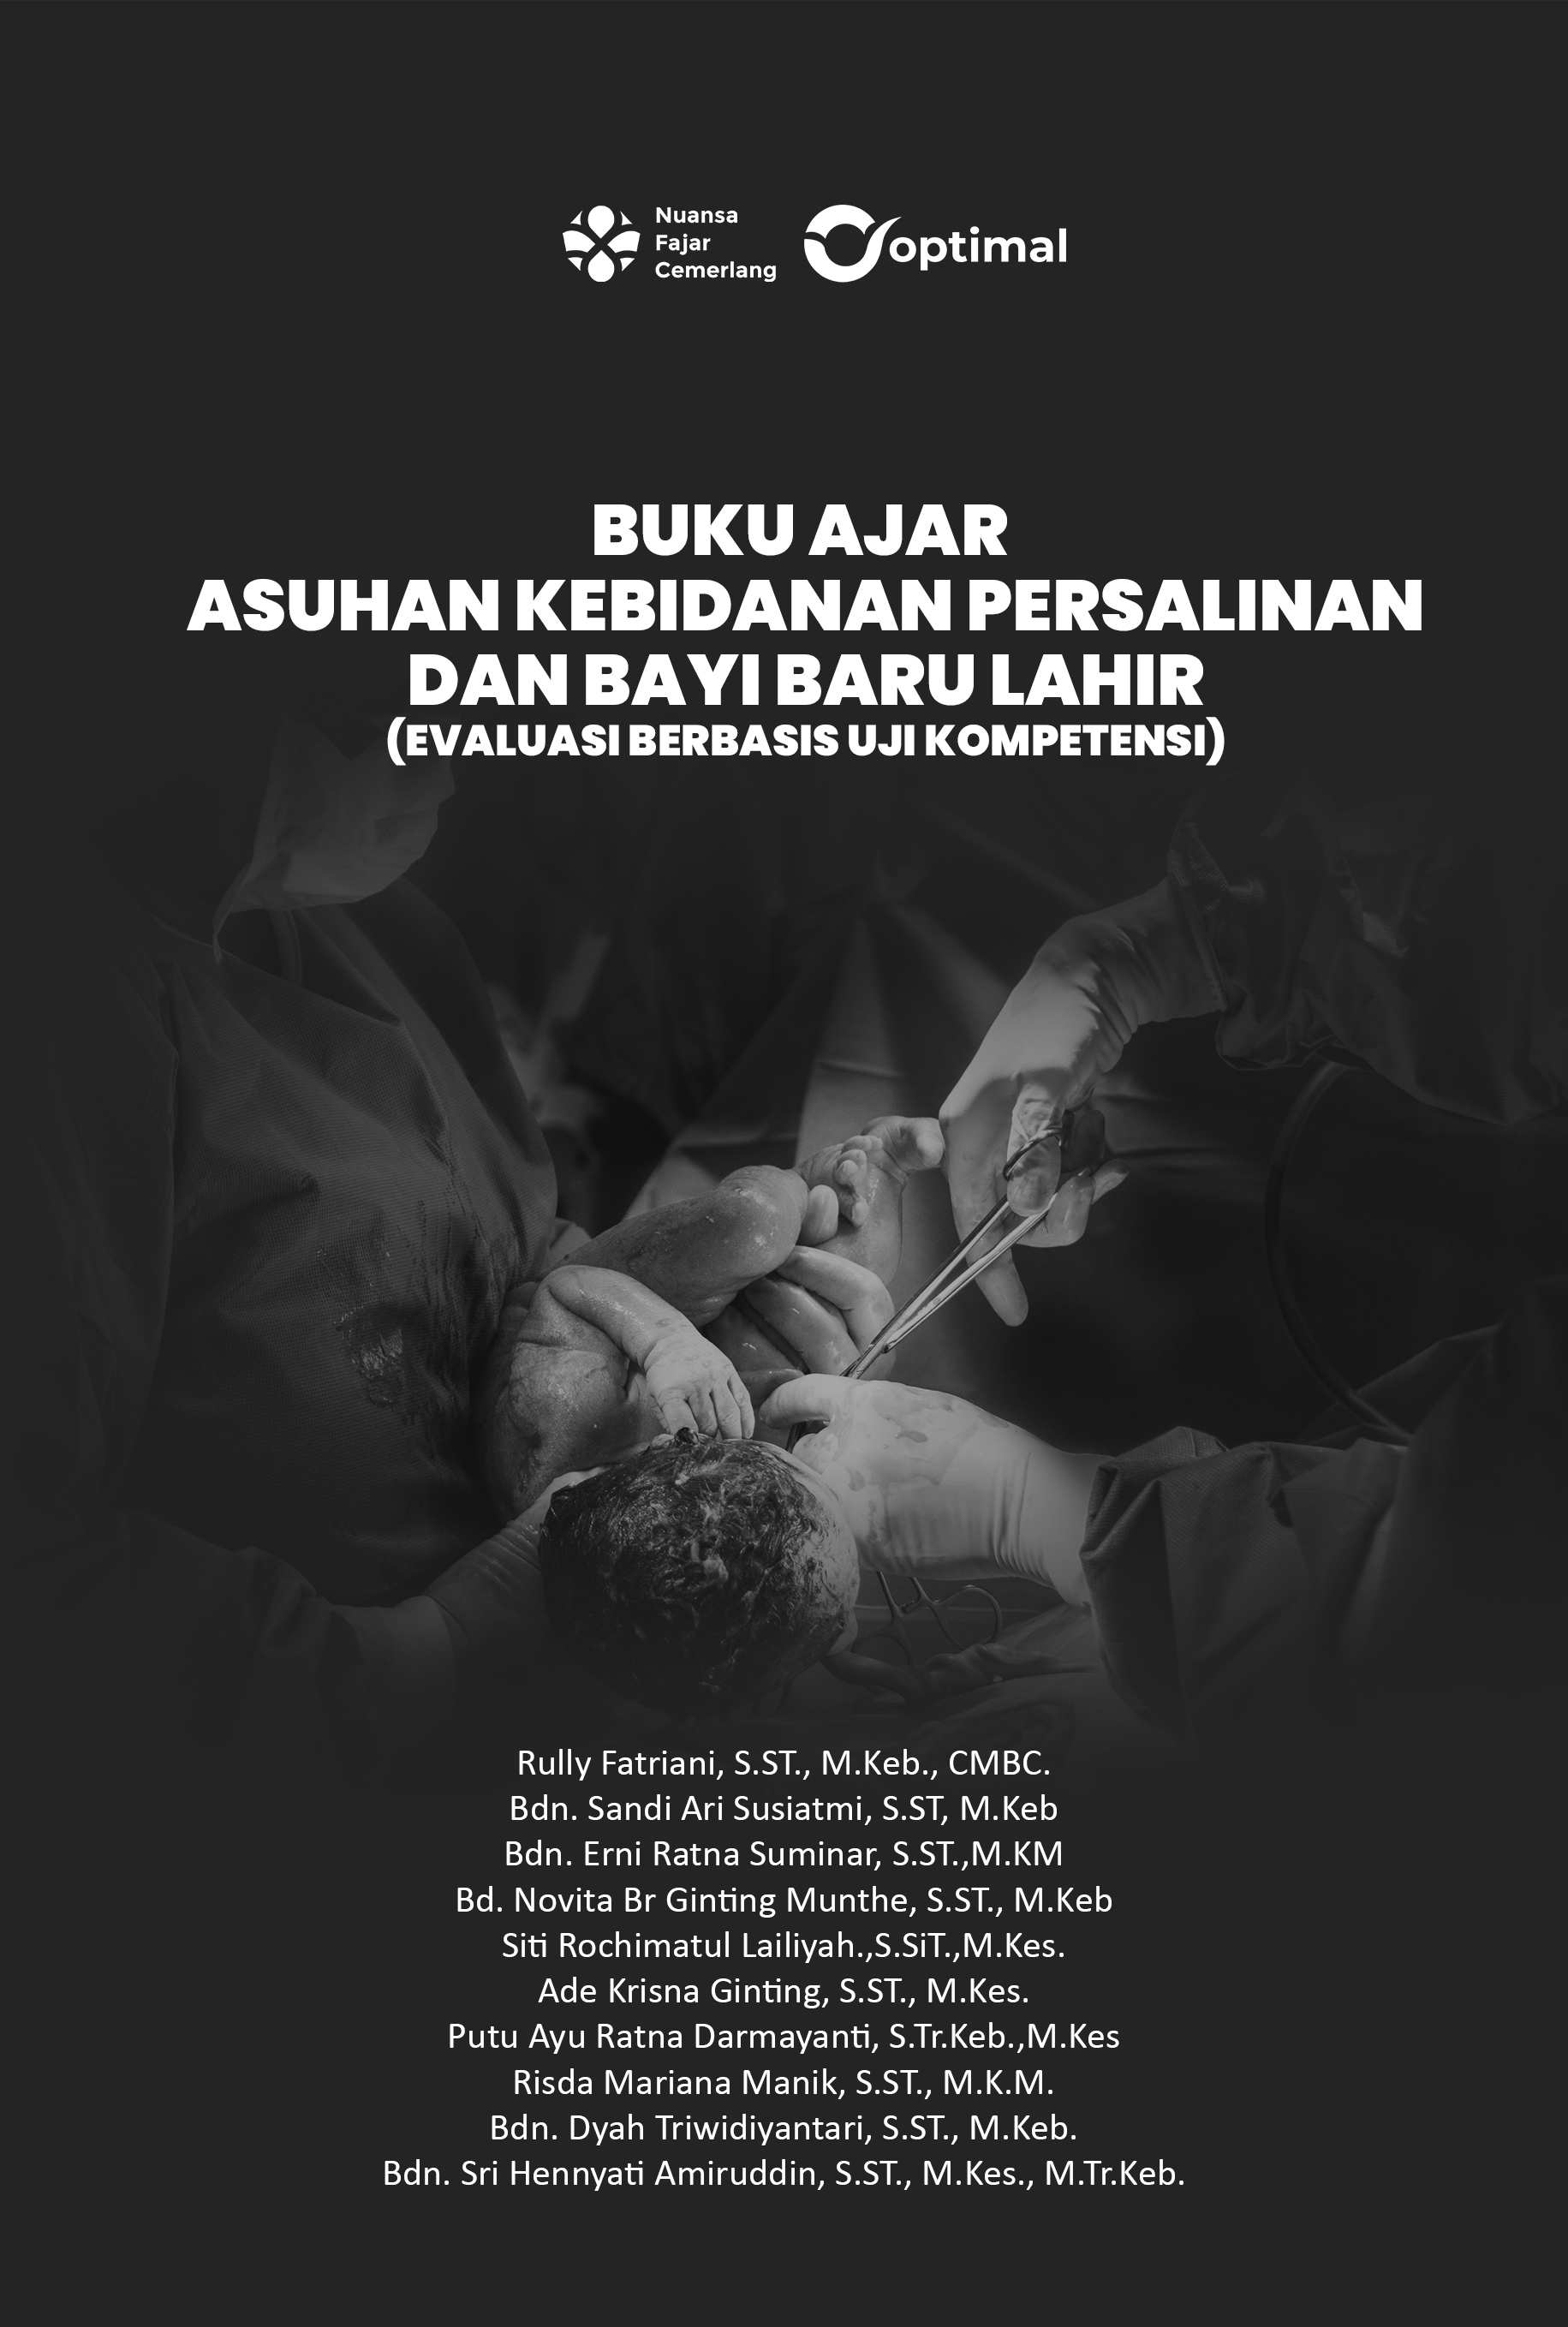 Nuansa
Fajar
Cemerlang
optimal
BUKU AJAR
ASUHAN KEBIDANAN PERSALINAN
DAN BAYI BARU LAHIR
(EVALUASI BERBASIS UJI KOMPETENSI)
Rully Fatriani, S.ST., M.Keb., CMBC.
Bdn. Sandi Ari Susiatmi, S.ST, M.Keb
Bdn. Erni Ratna Suminar, S.ST.,M.KM
Bd. Novita Br Ginting Munthe, S.ST., M.Keb
Siti Rochimatul Lailiyah.,S.SiT.,M.Kes.
Ade Krisna Ginting, S.ST., M.Kes.
Putu Ayu Ratna Darmayanti, S.Tr.Keb.,M.Kes
Risda Mariana Manik, S.ST., M.K.M.
Bdn. Dyah Triwidiyantari, S.ST., M.Keb.
Bdn. Sri Hennyati Amiruddin, S.ST., M.Kes., M.Tr.Keb.